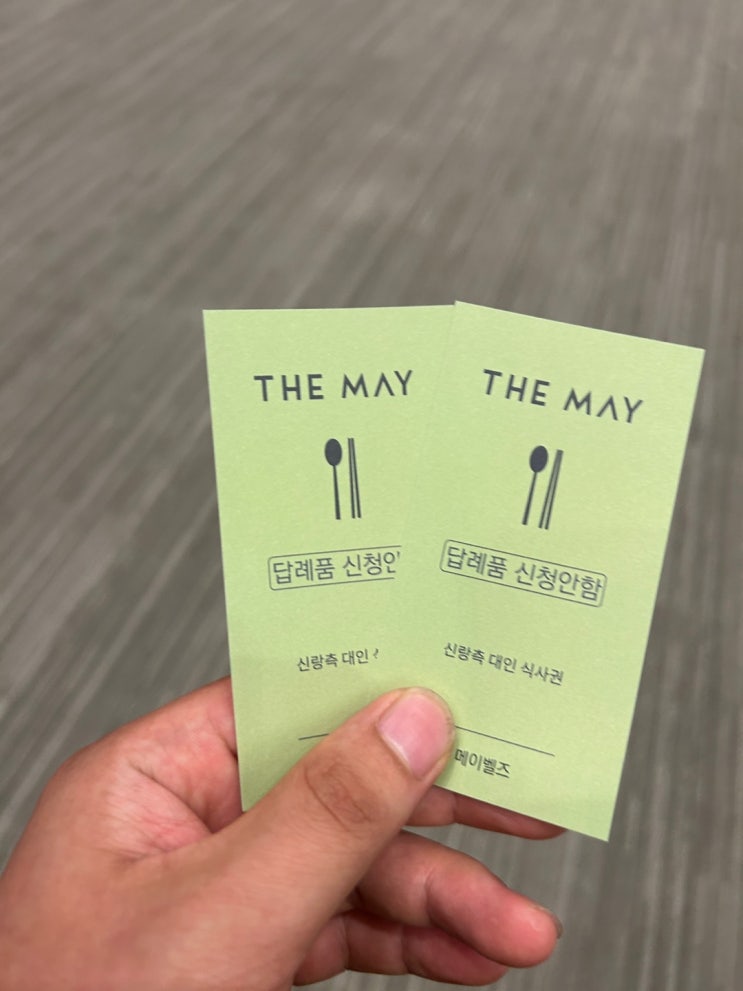 THE MAY
답례품 신청안
신랑측 대인
THE MAY
답례품 신청안함
신랑측 대인 식사권
메이벨즈